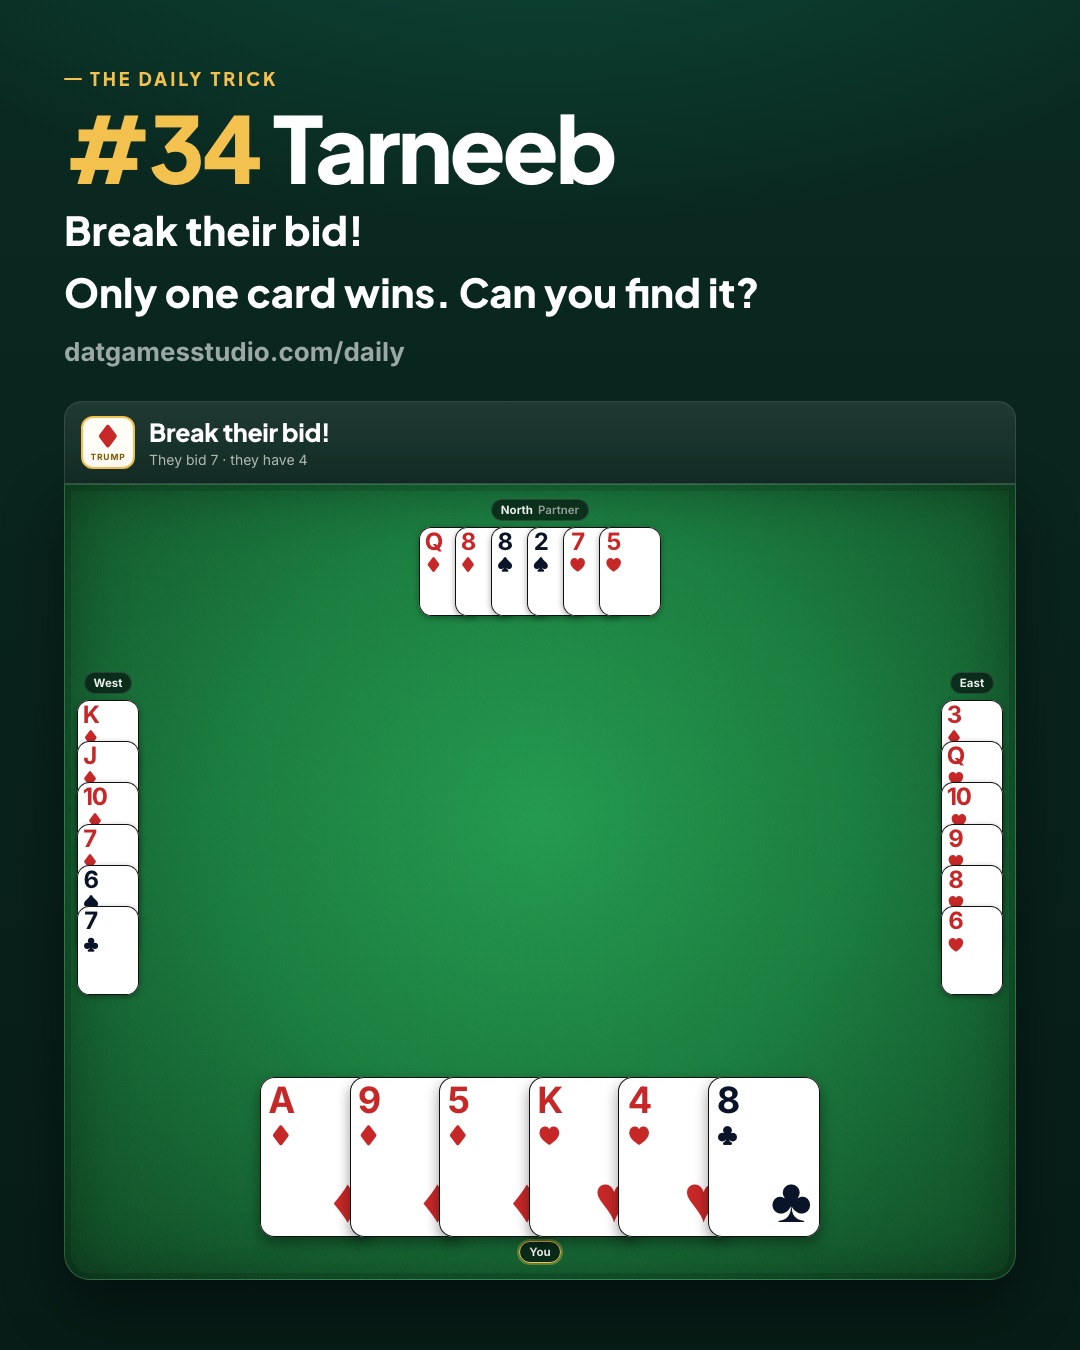 — THE DAILY TRICK
#34 Tarneeb
Break their bid!
Only one card wins. Can you find it?
datgamesstudio.com/daily
TRUMP
Break their bid!
They bid 7 · they have 4
North Partner
Q 8 8 2 7 5
West
K
J
10
7
6
7
East
3
Q
10
9
8
6
A 9 5 K 4 8
You